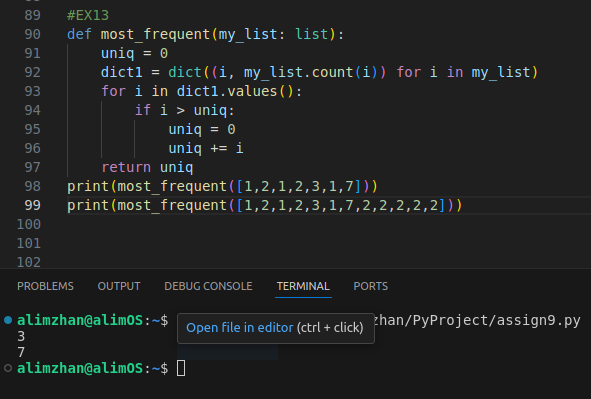 89 #EX13
90 def most_frequent(my_list: list):
91 uniq = 0
92 dict1 = dict((i, my_list.count(i)) for i in my_list)
93 for i in dict1.values():
94 if i > uniq:
95 uniq = 0
96 uniq += i
97 return uniq
98 print(most_frequent([1,2,1,2,3,1,7]))
99 print(most_frequent([1,2,1,2,3,1,7,2,2,2,2,2]))
100
101
102
PROBLEMS OUTPUT DEBUG CONSOLE TERMINAL PORTS
alimzhan@alimOS:~$ zhan/PyProject/assign9.py
Open file in editor (ctrl + click)
3
7
alimzhan@alimOS:~$